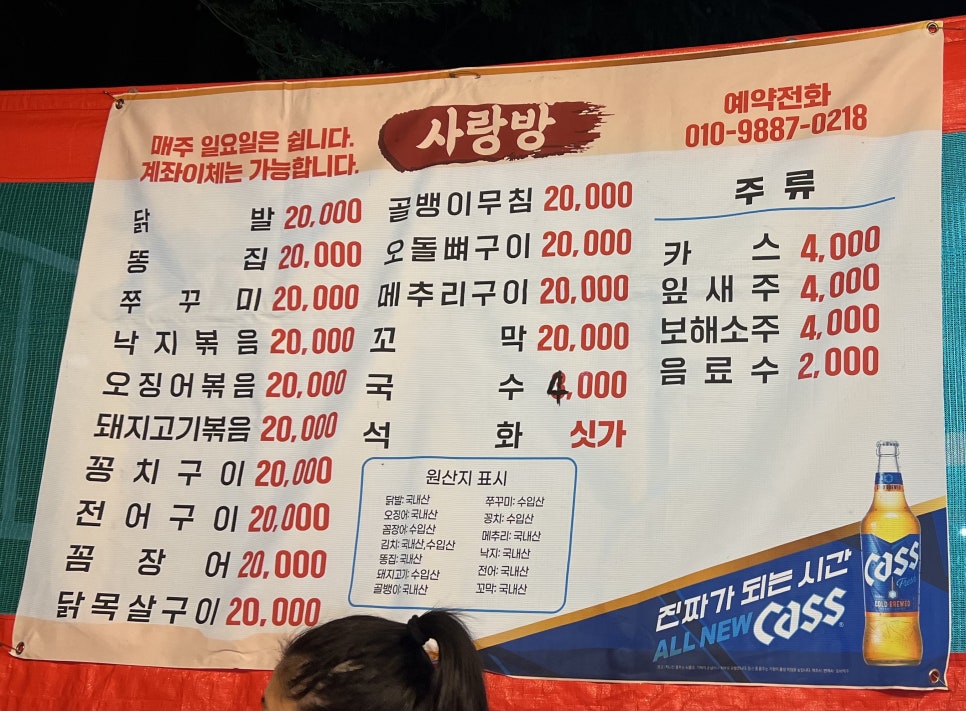 사랑방
매주 일요일은 쉽니다.
계좌이체는 가능합니다.
예약전화
010-9887-0218
닭발 20,000
똥집 20,000
쭈꾸미 20,000
낙지볶음 20,000
오징어볶음 20,000
돼지고기볶음 20,000
꽁치구이 20,000
전어구이 20,000
꼼장어 20,000
닭목살구이 20,000
골뱅이무침 20,000
오돌뼈구이 20,000
메추리구이 20,000
꼬막 20,000
국수 4,000
석화 싯가
원산지 표시
닭발: 국내산
오징어: 국내산
꼼장어: 수입산
김치: 국내산,수입산
똥집: 국내산
돼지고기: 수입산
골뱅이: 국내산
쭈꾸미: 수입산
꽁치: 수입산
메추리: 국내산
낙지: 국내산
전어: 국내산
꼬막: 국내산
주류
카스 4,000
잎새주 4,000
보해소주 4,000
음료수 2,000
진짜가 되는 시간
ALL NEW Cass
Cass
Fresh
COLD BREWED